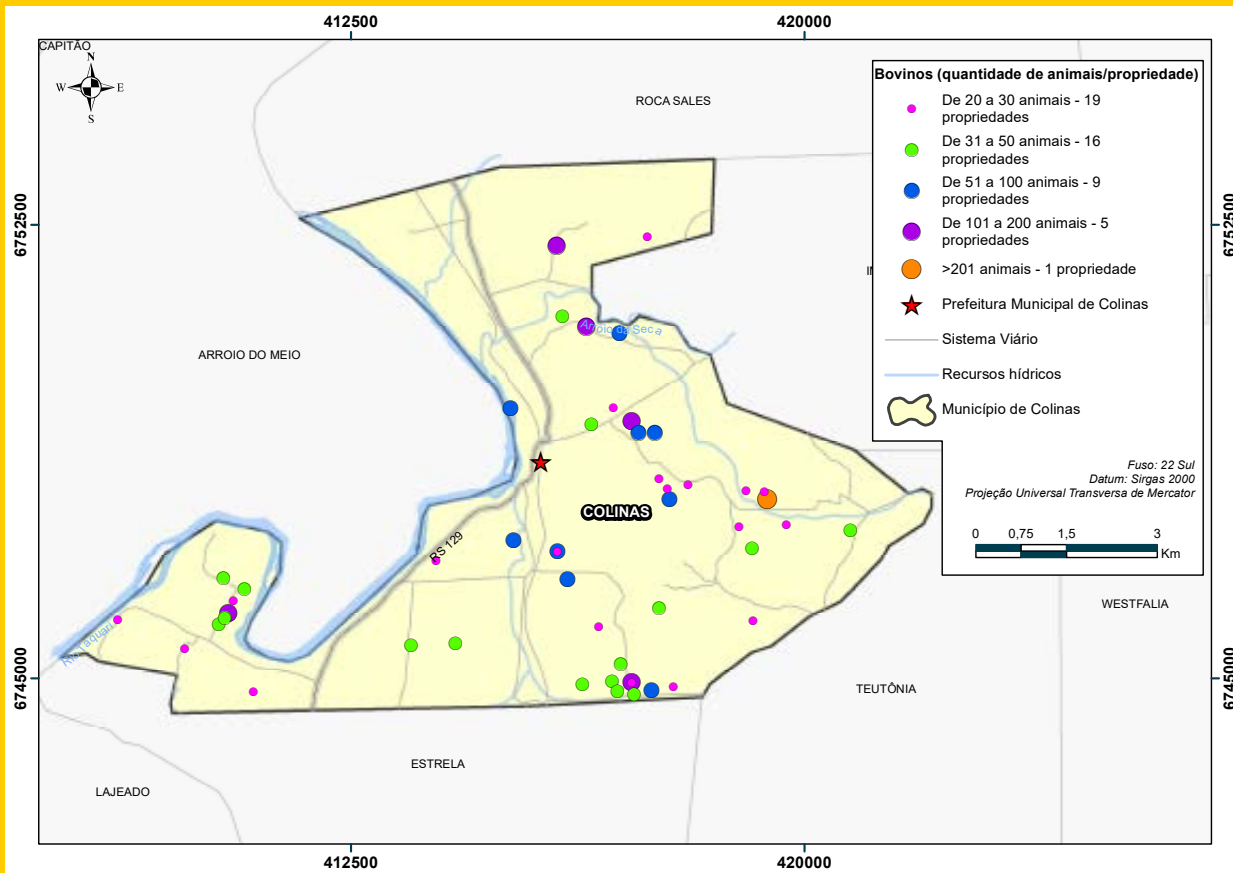 412500
420000
CAPITÃO
N
W
E
S
Bovinos (quantidade de animais/propriedade)
De 20 a 30 animais - 19
propriedades
De 31 a 50 animais - 16
propriedades
De 51 a 100 animais - 9
propriedades
De 101 a 200 animais - 5
propriedades
>201 animais - 1 propriedade
Prefeitura Municipal de Colinas
Sistema Viário
Recursos hídricos
Município de Colinas
Fuso: 22 Sul
Datum: Sirgas 2000
Projeção Universal Transversa de Mercator
0 0,75 1,5 3
Km
ROCA SALES
6752500
6752500
Arroio da Seca
ARROIO DO MEIO
COLINAS
RS 129
WESTFALIA
Rio Taquari
6745000
6745000
TEUTÔNIA
ESTRELA
LAJEADO
412500
420000